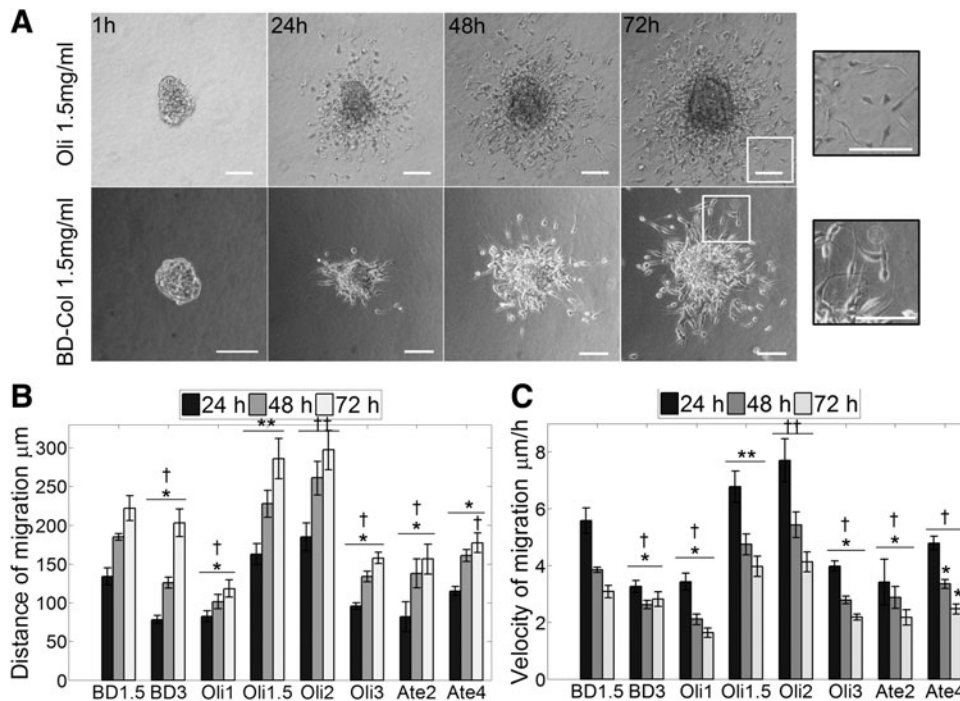 A
1h
24h
48h
72h
Oli 1.5mg/ml
BD-Col 1.5mg/ml
B
24 h 48 h 72 h
Distance of migration μm
300
250
200
150
100
50
0
†
*
†
*
**
††
†
*
†
*
*
†
BD1.5 BD3 Oli1 Oli1.5 Oli2 Oli3 Ate2 Ate4
C
24 h 48 h 72 h
Velocity of migration μm/h
8
6
4
2
0
†
*
†
*
**
††
†
*
†
*
†
*
*
BD1.5 BD3 Oli1 Oli1.5 Oli2 Oli3 Ate2 Ate4